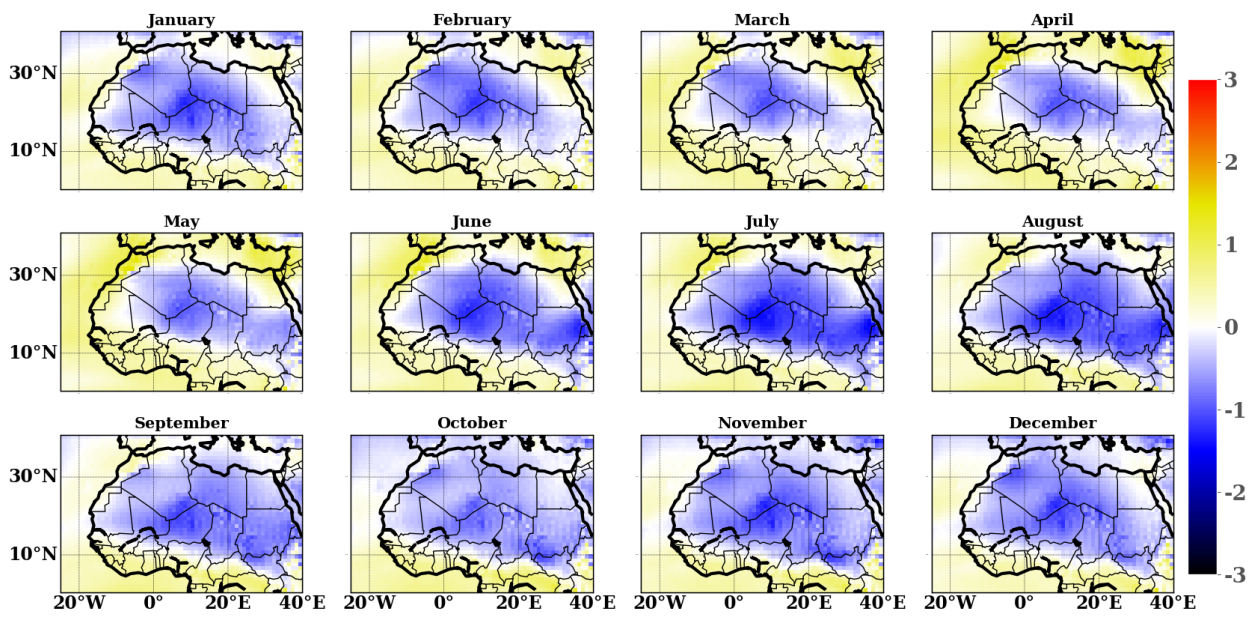 January February March April
30°N
10°N
3
2
1
0
-1
-2
-3
May June July August
30°N
10°N
September October November December
30°N
10°N
20°W 0° 20°E 40°E 20°W 0° 20°E 40°E 20°W 0° 20°E 40°E 20°W 0° 20°E 40°E